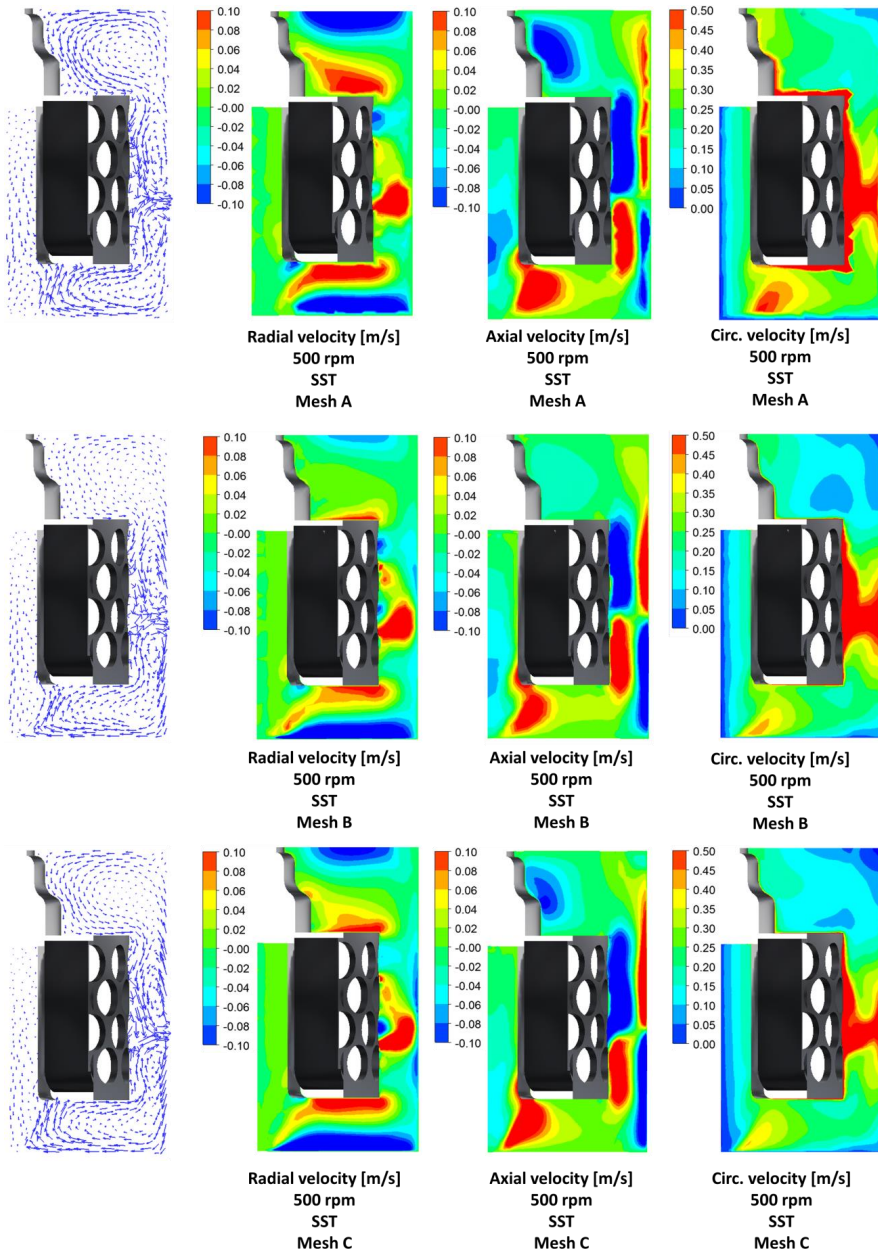 0.10
0.08
0.06
0.04
0.02
-0.00
-0.02
-0.04
-0.06
-0.08
-0.10
0.10
0.08
0.06
0.04
0.02
-0.00
-0.02
-0.04
-0.06
-0.08
-0.10
0.50
0.45
0.40
0.35
0.30
0.25
0.20
0.15
0.10
0.05
0.00
Radial velocity [m/s]
500 rpm
SST
Mesh A
Axial velocity [m/s]
500 rpm
SST
Mesh A
Circ. velocity [m/s]
500 rpm
SST
Mesh A
0.10
0.08
0.06
0.04
0.02
-0.00
-0.02
-0.04
-0.06
-0.08
-0.10
0.10
0.08
0.06
0.04
0.02
-0.00
-0.02
-0.04
-0.06
-0.08
-0.10
0.50
0.45
0.40
0.35
0.30
0.25
0.20
0.15
0.10
0.05
0.00
Radial velocity [m/s]
500 rpm
SST
Mesh B
Axial velocity [m/s]
500 rpm
SST
Mesh B
Circ. velocity [m/s]
500 rpm
SST
Mesh B
0.10
0.08
0.06
0.04
0.02
-0.00
-0.02
-0.04
-0.06
-0.08
-0.10
0.10
0.08
0.06
0.04
0.02
-0.00
-0.02
-0.04
-0.06
-0.08
-0.10
0.50
0.45
0.40
0.35
0.30
0.25
0.20
0.15
0.10
0.05
0.00
Radial velocity [m/s]
500 rpm
SST
Mesh C
Axial velocity [m/s]
500 rpm
SST
Mesh C
Circ. velocity [m/s]
500 rpm
SST
Mesh C